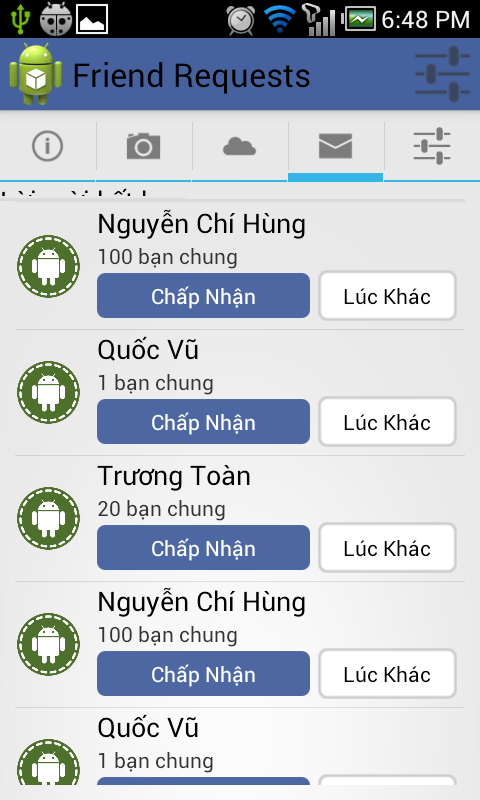 6:48 PM
Friend Requests
Nguyễn Chí Hùng
100 bạn chung
Chấp Nhận Lúc Khác
Quốc Vũ
1 bạn chung
Chấp Nhận Lúc Khác
Trương Toàn
20 bạn chung
Chấp Nhận Lúc Khác
Nguyễn Chí Hùng
100 bạn chung
Chấp Nhận Lúc Khác
Quốc Vũ
1 bạn chung